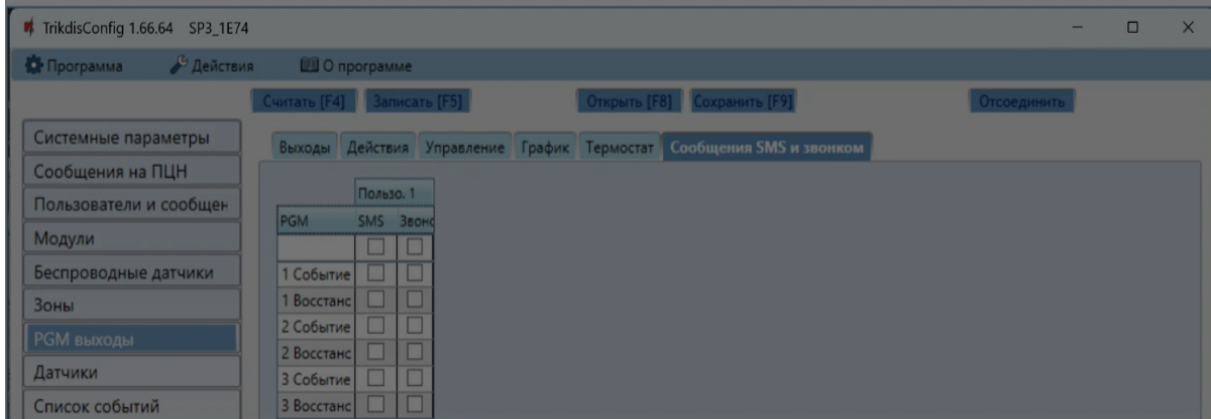 TrikdisConfig 1.66.64 SP3_1E74
Программа Действия О программе
Считать [F4] Записать [F5] Открыть [F8] Сохранить [F9] Отсоединить
Системные параметры
Сообщения на ПЦН
Пользователи и сообщен
Модули
Беспроводные датчики
Зоны
PGM выходы
Датчики
Список событий
Выходы Действия Управление График Термостат Сообщения SMS и звонком
Пользо. 1
PGM SMS Звонс
1 Событие
1 Восстанс
2 Событие
2 Восстанс
3 Событие
3 Восстанс